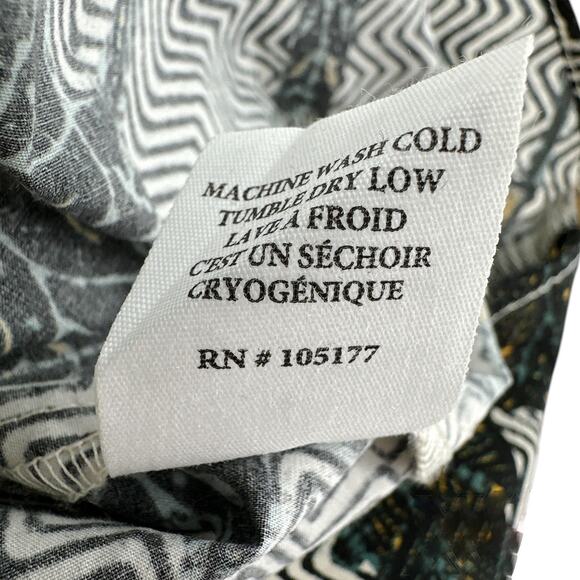 MACHINE WASH COLD
TUMBLE DRY LOW
LAVE A FROID
C'EST UN SÉCHOIR
CRYOGÉNIQUE
RN # 105177